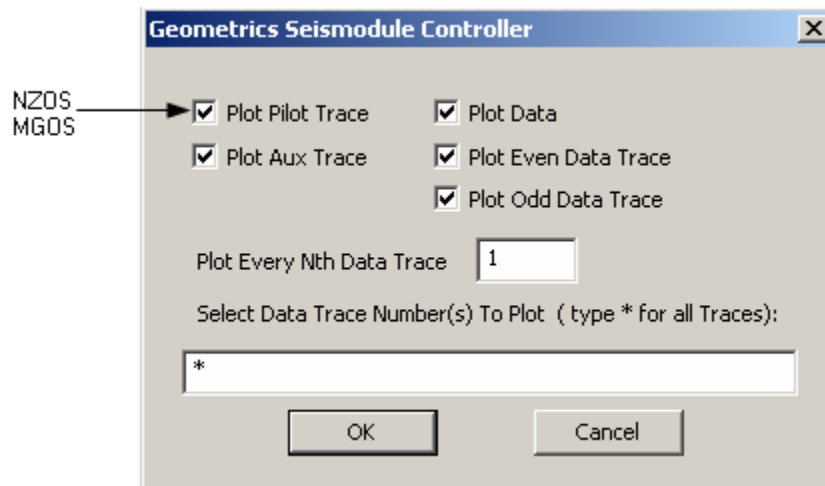 Geometrics Seismodule Controller
NZOS
MGOS
Plot Pilot Trace
Plot Data
Plot Aux Trace
Plot Even Data Trace
Plot Odd Data Trace
Plot Every Nth Data Trace 1
Select Data Trace Number(s) To Plot ( type * for all Traces):
*
OK
Cancel